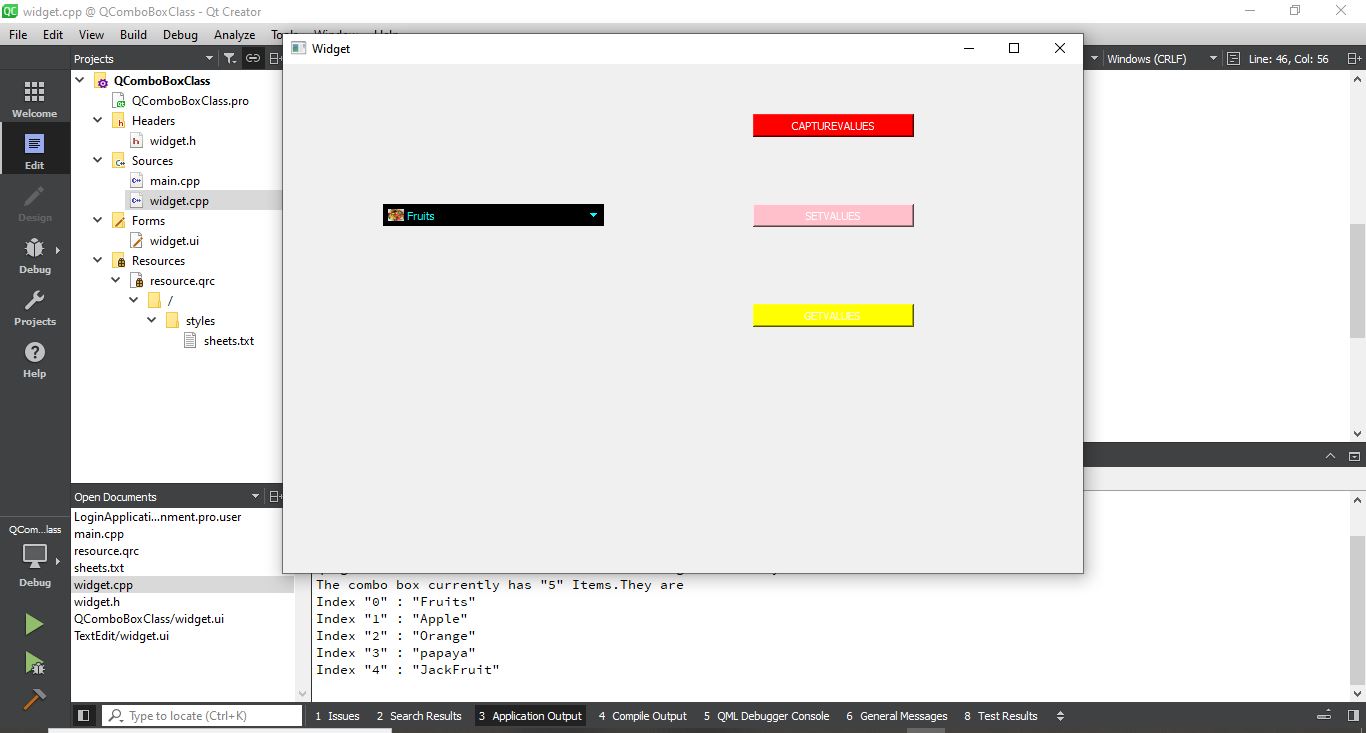 QC widget.cpp @ QComboBoxClass - Qt Creator
File Edit View Build Debug Analyze
Projects
Windows (CRLF)
Line: 46, Col: 56
Welcome
Edit
Design
Debug
Projects
Help
QCom...lass
Debug
QComboBoxClass
QComboBoxClass.pro
Headers
widget.h
Sources
main.cpp
widget.cpp
Forms
widget.ui
Resources
resource.qrc
/
styles
sheets.txt
Open Documents
LoginApplicati...nment.pro.user
main.cpp
resource.qrc
sheets.txt
widget.cpp
widget.h
QComboBoxClass/widget.ui
TextEdit/widget.ui
Widget
CAPTUREVALUES
Fruits
SETVALUES
GETVALUES
The combo box currently has "5" Items.They are
Index "0" : "Fruits"
Index "1" : "Apple"
Index "2" : "Orange"
Index "3" : "papaya"
Index "4" : "JackFruit"
Type to locate (Ctrl+K)
1 Issues 2 Search Results 3 Application Output 4 Compile Output 5 QML Debugger Console 6 General Messages 8 Test Results